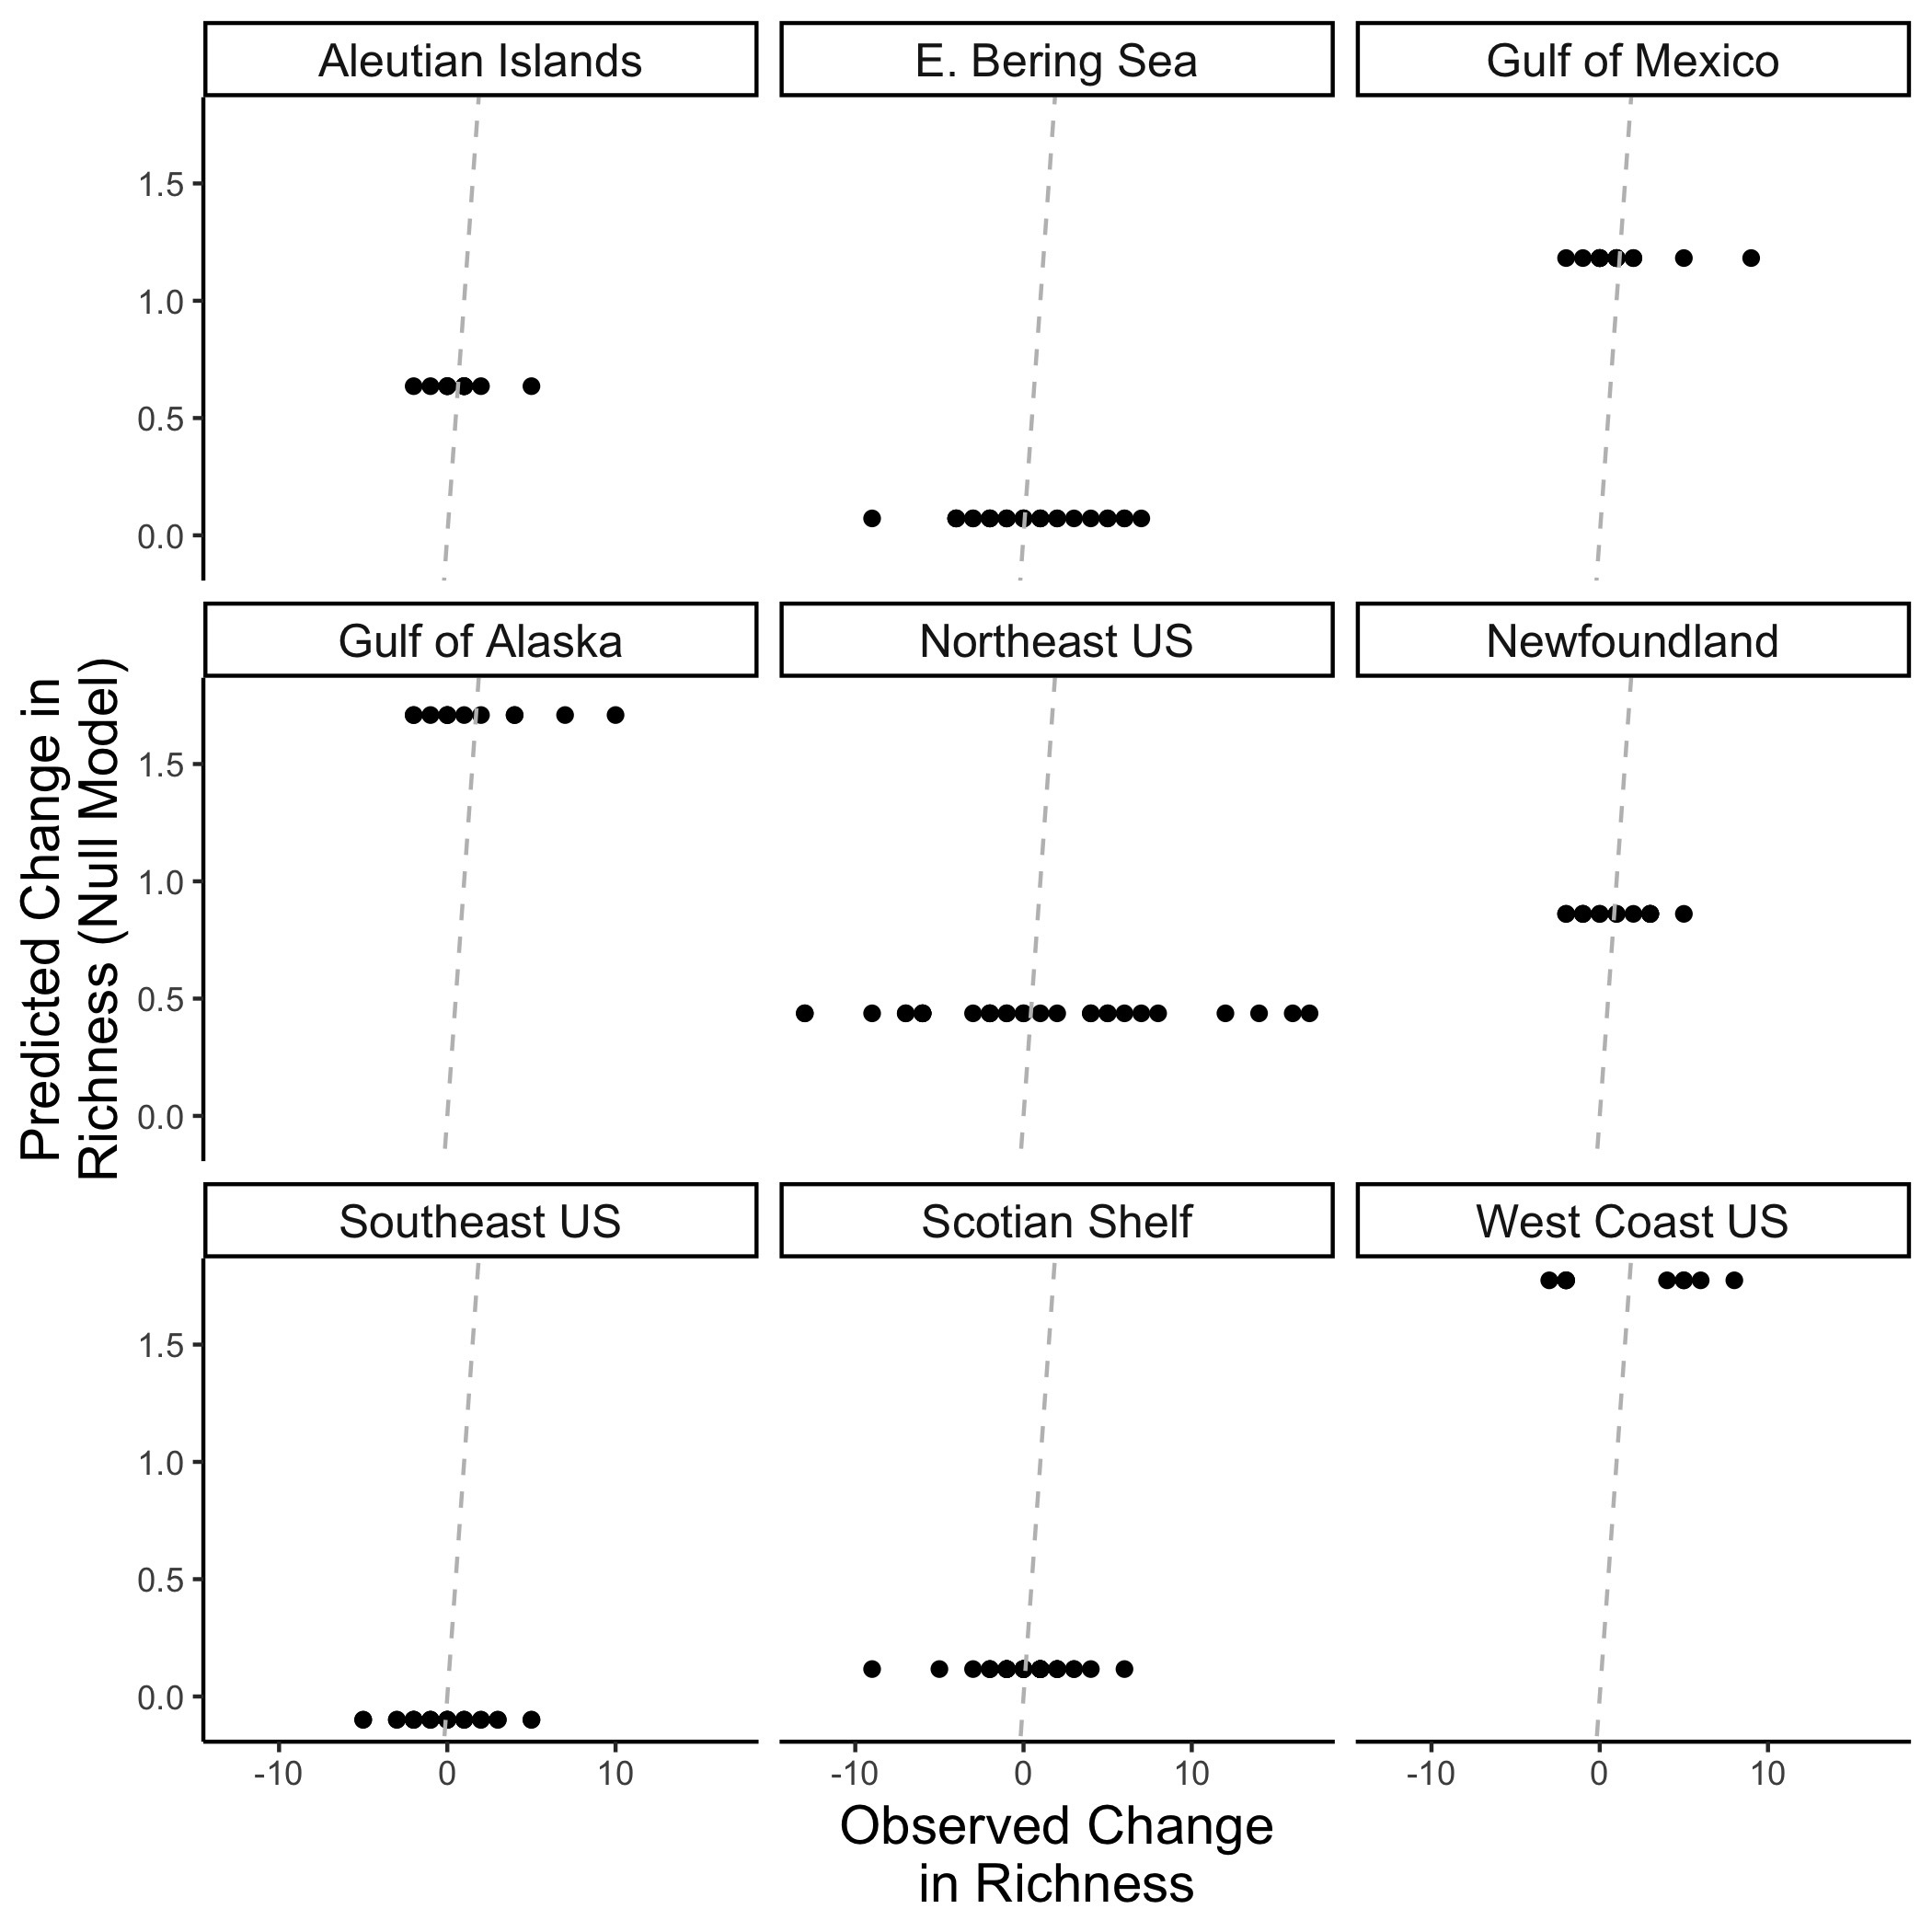 Aleutian Islands
E. Bering Sea
Gulf of Mexico
1.5
1.0
0.5
0.0
Gulf of Alaska
Northeast US
Newfoundland
1.5
1.0
0.5
0.0
Predicted Change in
Richness (Null Model)
Southeast US
Scotian Shelf
West Coast US
1.5
1.0
0.5
0.0
-10 0 10
-10 0 10
-10 0 10
Observed Change
in Richness